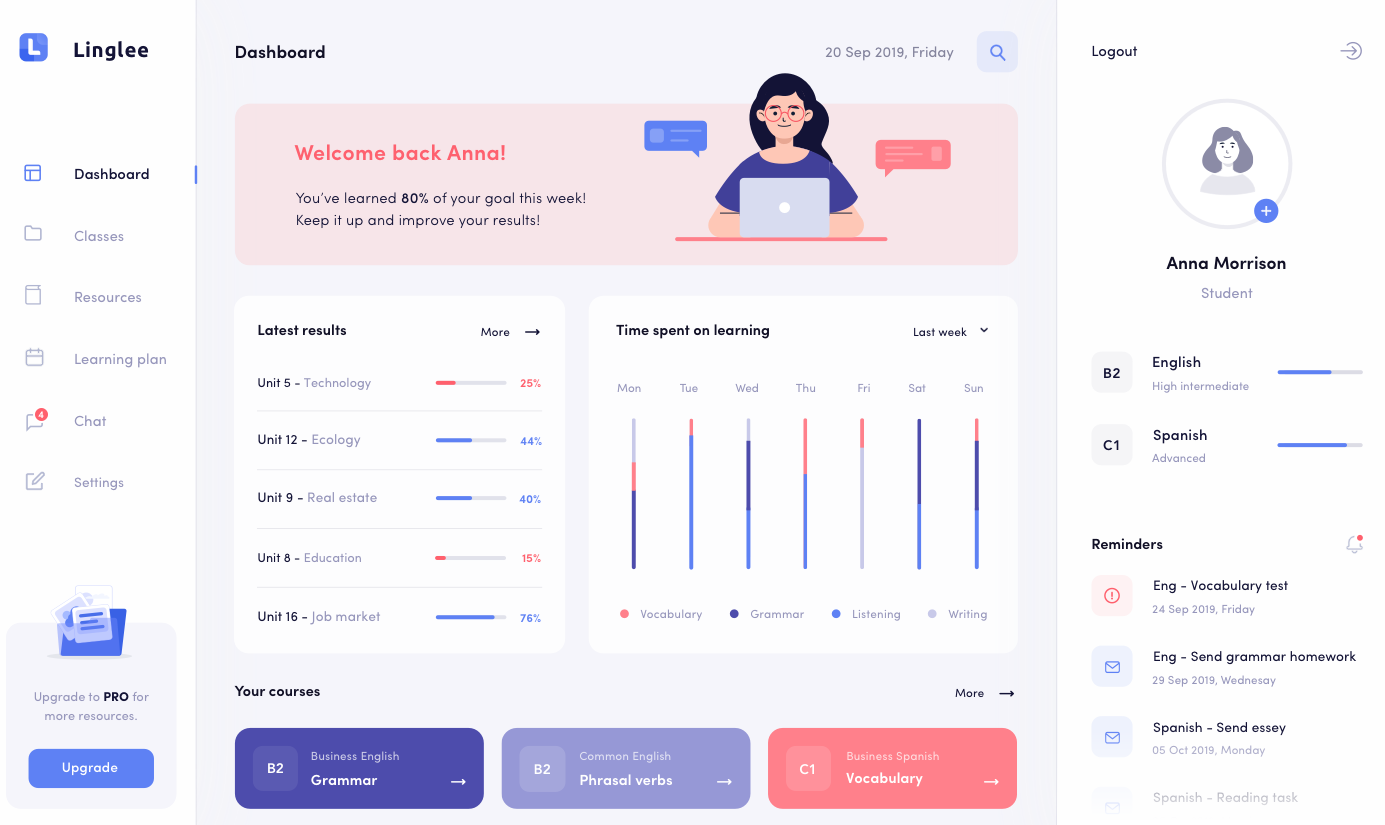 L
Linglee
Dashboard
Classes
Resources
Learning plan
4
Chat
Settings
Upgrade to PRO for
more resources.
Upgrade
Dashboard
20 Sep 2019, Friday
Welcome back Anna!
You've learned 80% of your goal this week!
Keep it up and improve your results!
Latest results
More
Unit 5 - Technology
25%
Unit 12 - Ecology
44%
Unit 9 - Real estate
40%
Unit 8 - Education
15%
Unit 16 - Job market
76%
Time spent on learning
Last week
Mon Tue Wed Thu Fri Sat Sun
Vocabulary Grammar Listening Writing
Your courses
More
B2
Business English
Grammar
B2
Common English
Phrasal verbs
C1
Business Spanish
Vocabulary
Logout
Anna Morrison
Student
B2
English
High intermediate
C1
Spanish
Advanced
Reminders
Eng - Vocabulary test
24 Sep 2019, Friday
Eng - Send grammar homework
29 Sep 2019, Wednesay
Spanish - Send essey
05 Oct 2019, Monday
Spanish - Reading task